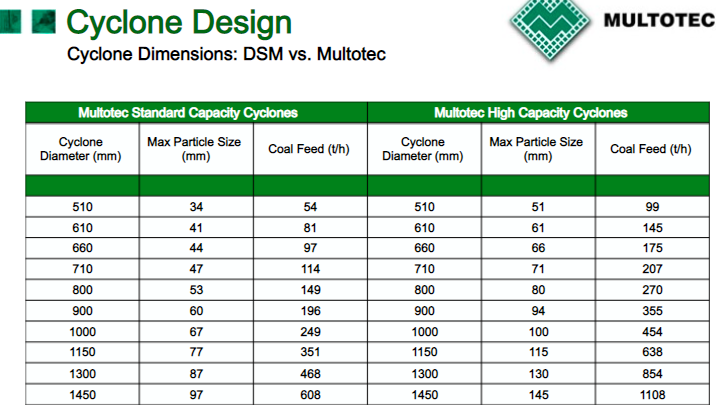 Cyclone Design
MULTOTEC
Cyclone Dimensions: DSM vs. Multotec
Multotec Standard Capacity Cyclones Multotec High Capacity Cyclones
Cyclone Diameter (mm) Max Particle Size (mm) Coal Feed (t/h) Cyclone Diameter (mm) Max Particle Size (mm) Coal Feed (t/h)
510 34 54 510 51 99
610 41 81 610 61 145
660 44 97 660 66 175
710 47 114 710 71 207
800 53 149 800 80 270
900 60 196 900 94 355
1000 67 249 1000 100 454
1150 77 351 1150 115 638
1300 87 468 1300 130 854
1450 97 608 1450 145 1108